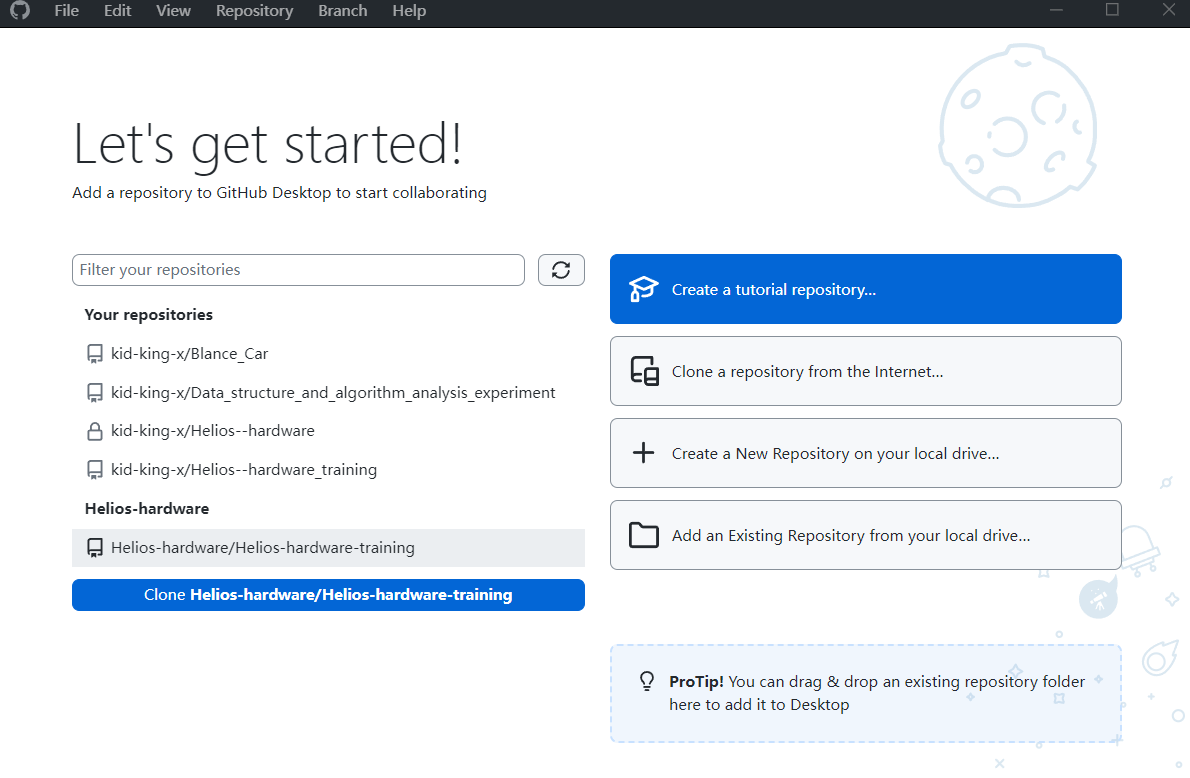 File Edit View Repository Branch Help
Let's get started!
Add a repository to GitHub Desktop to start collaborating
Filter your repositories
Your repositories
kid-king-x/Blance_Car
kid-king-x/Data_structure_and_algorithm_analysis_experiment
kid-king-x/Helios--hardware
kid-king-x/Helios--hardware_training
Helios-hardware
Helios-hardware/Helios-hardware-training
Clone Helios-hardware/Helios-hardware-training
Create a tutorial repository...
Clone a repository from the Internet...
Create a New Repository on your local drive...
Add an Existing Repository from your local drive...
ProTip! You can drag & drop an existing repository folder
here to add it to Desktop